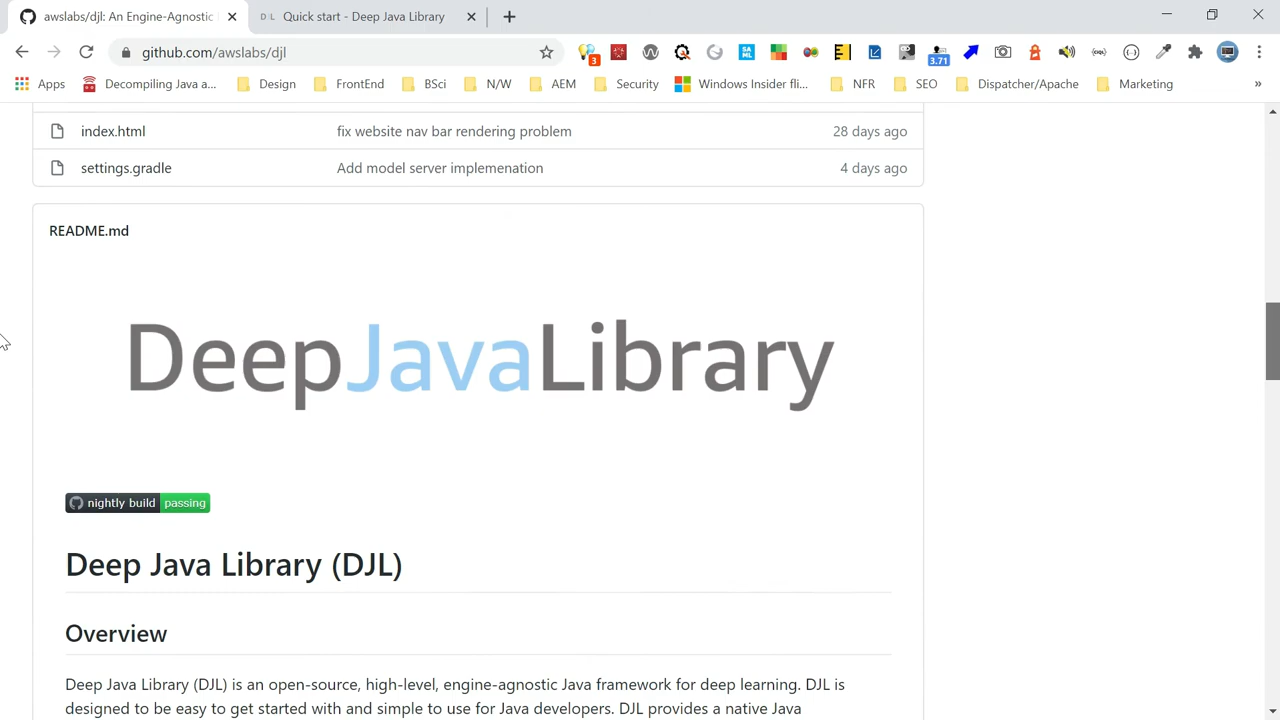 awslabs/djl: An Engine-Agnostic
DJL Quick start - Deep Java Library
github.com/awslabs/djl
3
3.71
Apps
Decompiling Java a...
Design
FrontEnd
BSci
N/W
AEM
Security
Windows Insider fli...
NFR
SEO
Dispatcher/Apache
Marketing
»
index.html fix website nav bar rendering problem 28 days ago
settings.gradle Add model server implemenation 4 days ago
README.md
DeepJavaLibrary
nightly build passing
Deep Java Library (DJL)
Overview
Deep Java Library (DJL) is an open-source, high-level, engine-agnostic Java framework for deep learning. DJL is
designed to be easy to get started with and simple to use for Java developers. DJL provides a native Java